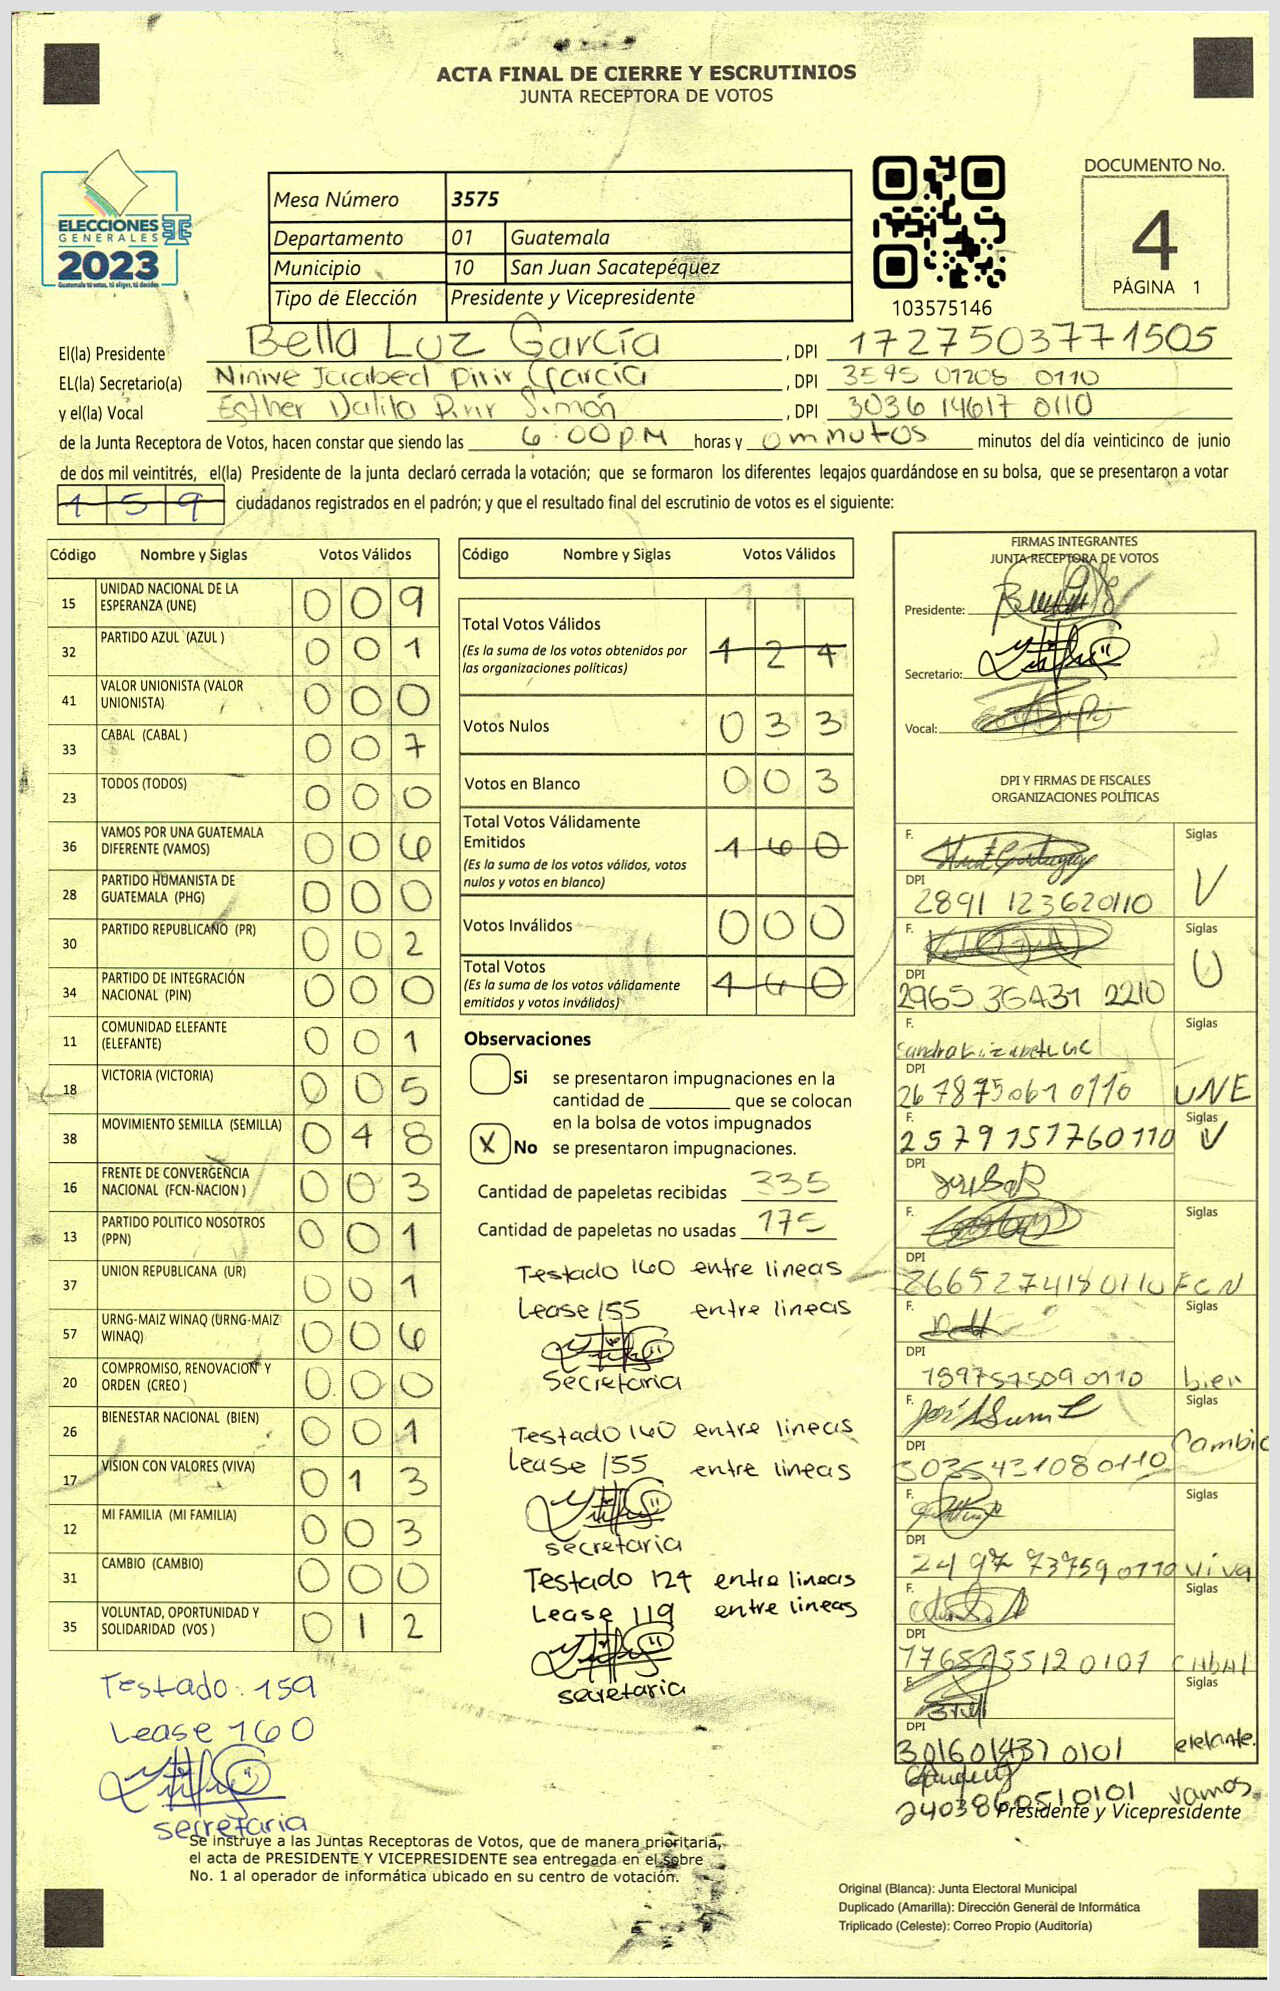 ACTA FINAL DE CIERRE Y ESCRUTINIOS
JUNTA RECEPTORA DE VOTOS
ELECCIONES
GENERALES
2023
Guatemala tú votas, tú eliges, tú decides
Mesa Número 3575
Departamento 01 Guatemala
Municipio 10 San Juan Sacatepéquez
Tipo de Elección Presidente y Vicepresidente
103575146
DOCUMENTO No.
4
PÁGINA 1
El(la) Presidente Bella Luz García , DPI 1727503771505
EL(la) Secretario(a) Ninive Jarabed Pirir García , DPI 3595 01208 0110
y el(la) Vocal Esther Dalila Pirir Simón , DPI 3036 14617 0110
de la Junta Receptora de Votos, hacen constar que siendo las 6:00 P.M horas y 0 minutos minutos del día veinticinco de junio
de dos mil veintitrés, el(la) Presidente de la junta declaró cerrada la votación; que se formaron los diferentes legajos quardándose en su bolsa, que se presentaron a votar
1 5 9 ciudadanos registrados en el padrón; y que el resultado final del escrutinio de votos es el siguiente:
Código Nombre y Siglas Votos Válidos
15 UNIDAD NACIONAL DE LA ESPERANZA (UNE) 0 0 9
32 PARTIDO AZUL (AZUL ) 0 0 1
41 VALOR UNIONISTA (VALOR UNIONISTA) 0 0 0
33 CABAL (CABAL ) 0 0 7
23 TODOS (TODOS) 0 0 0
36 VAMOS POR UNA GUATEMALA DIFERENTE (VAMOS) 0 0 6
28 PARTIDO HUMANISTA DE GUATEMALA (PHG) 0 0 0
30 PARTIDO REPUBLICANO (PR) 0 0 2
34 PARTIDO DE INTEGRACIÓN NACIONAL (PIN) 0 0 0
11 COMUNIDAD ELEFANTE (ELEFANTE) 0 0 1
18 VICTORIA (VICTORIA) 0 0 5
38 MOVIMIENTO SEMILLA (SEMILLA) 0 4 8
16 FRENTE DE CONVERGENCIA NACIONAL (FCN-NACION ) 0 0 3
13 PARTIDO POLITICO NOSOTROS (PPN) 0 0 1
37 UNION REPUBLICANA (UR) 0 0 1
57 URNG-MAIZ WINAQ (URNG-MAIZ WINAQ) 0 0 6
20 COMPROMISO, RENOVACION Y ORDEN (CREO ) 0 0 0
26 BIENESTAR NACIONAL (BIEN) 0 0 1
17 VISION CON VALORES (VIVA) 0 1 3
12 MI FAMILIA (MI FAMILIA) 0 0 3
31 CAMBIO (CAMBIO) 0 0 0
35 VOLUNTAD, OPORTUNIDAD Y SOLIDARIDAD (VOS ) 0 1 2
Testado: 159
Lease 160
secretaria
Código Nombre y Siglas Votos Válidos
Total Votos Válidos 1 2 4
(Es la suma de los votos obtenidos por
las organizaciones políticas)
Votos Nulos 0 3 3
Votos en Blanco 0 0 3
Total Votos Válidamente
Emitidos 1 6 0
(Es la suma de los votos válidos, votos
nulos y votos en blanco)
Votos Inválidos 0 0 0
Total Votos 1 6 0
(Es la suma de los votos válidamente
emitidos y votos inválidos)
Observaciones
Si se presentaron impugnaciones en la
cantidad de ________ que se colocan
en la bolsa de votos impugnados
X No se presentaron impugnaciones.
Cantidad de papeletas recibidas 335
Cantidad de papeletas no usadas 175
Testado 160 entre lineas
Lease 155 entre lineas
Secretaria
Testado 160 entre lineas
Lease 155 entre lineas
secretaria
Testado 124 entre lineas
Lease 119 entre lineas
secretaria
FIRMAS INTEGRANTES
JUNTA RECEPTORA DE VOTOS
Presidente:
Secretario:
Vocal:
DPI Y FIRMAS DE FISCALES
ORGANIZACIONES POLÍTICAS
F. Siglas
DPI V
2891 123620110
F. Siglas
DPI U
F. Siglas
DPI
26 7875061 0110 UNE
F. Siglas
2579 151760110 V
DPI
F. Siglas
DPI
266527418 0110 FCN
F. Siglas
DPI
bien
F. Siglas
DPI Cambio
303543108 0110
F. Siglas
DPI
2497 73759 0110 viva
F. Siglas
DPI
F. Siglas
DPI
301601437 0101 elefante.
vamos
Presidente y Vicepresidente
Se instruye a las Juntas Receptoras de Votos, que de manera prioritaria,
el acta de PRESIDENTE Y VICEPRESIDENTE sea entregada en el sobre
No. 1 al operador de informática ubicado en su centro de votación.
Original (Blanca): Junta Electoral Municipal
Duplicado (Amarilla): Dirección General de Informática
Triplicado (Celeste): Correo Propio (Auditoría)